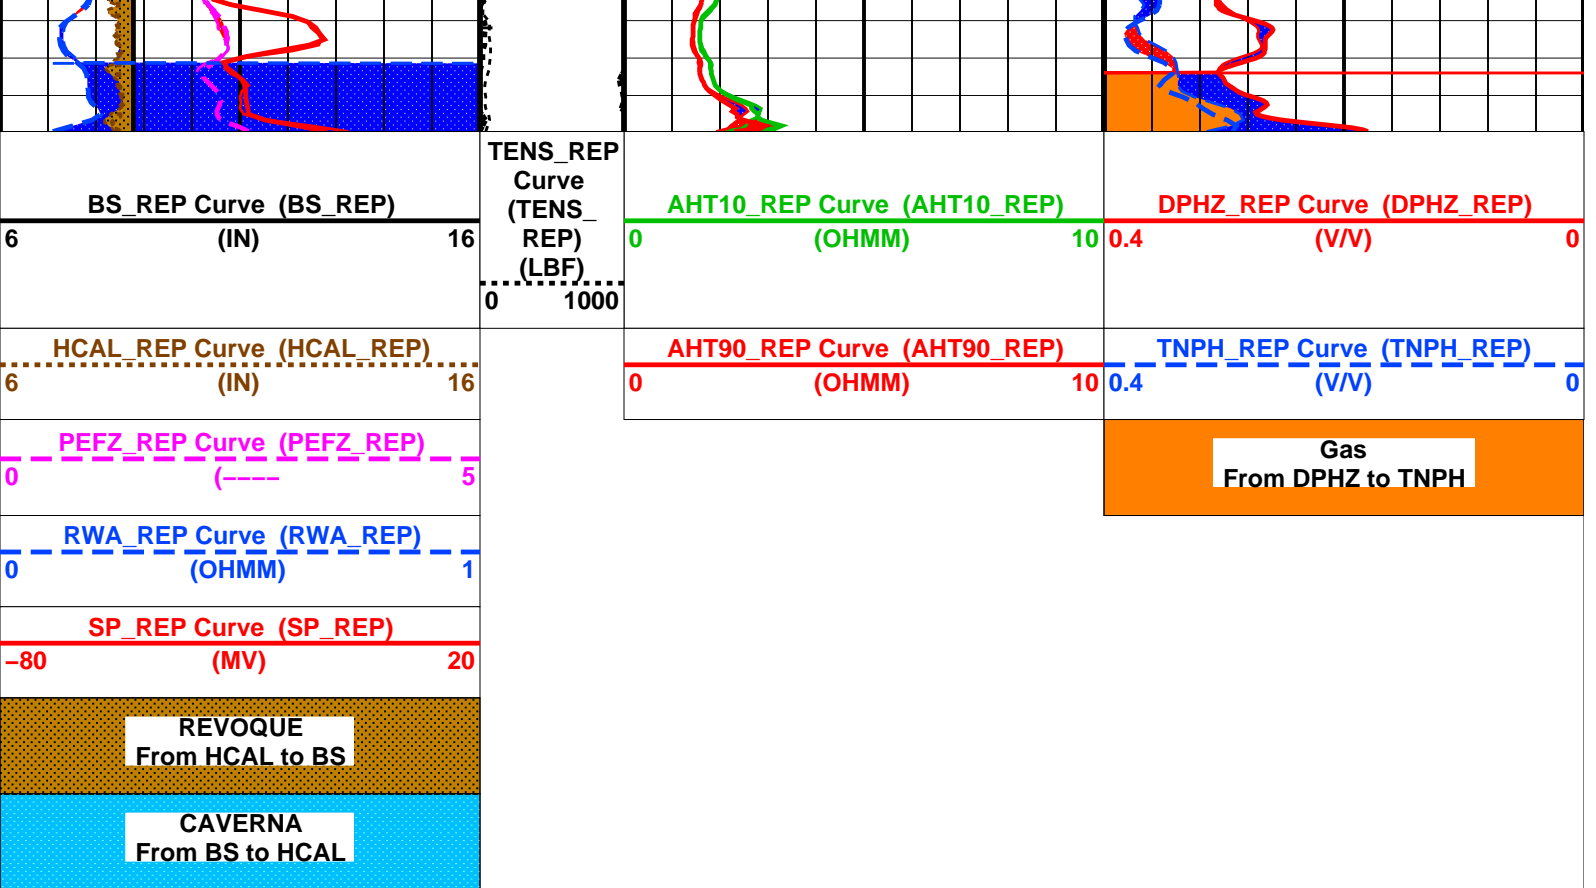 BS_REP Curve (BS_REP)
6 (IN) 16
TENS_REP
Curve
(TENS_
REP)
(LBF)
0 1000
AHT10_REP Curve (AHT10_REP)
0 (OHMM) 10
DPHZ_REP Curve (DPHZ_REP)
0.4 (V/V) 0
HCAL_REP Curve (HCAL_REP)
6 (IN) 16
AHT90_REP Curve (AHT90_REP)
0 (OHMM) 10
TNPH_REP Curve (TNPH_REP)
0.4 (V/V) 0
PEFZ_REP Curve (PEFZ_REP)
0 (---- 5
Gas
From DPHZ to TNPH
RWA_REP Curve (RWA_REP)
0 (OHMM) 1
SP_REP Curve (SP_REP)
−80 (MV) 20
REVOQUE
From HCAL to BS
CAVERNA
From BS to HCAL